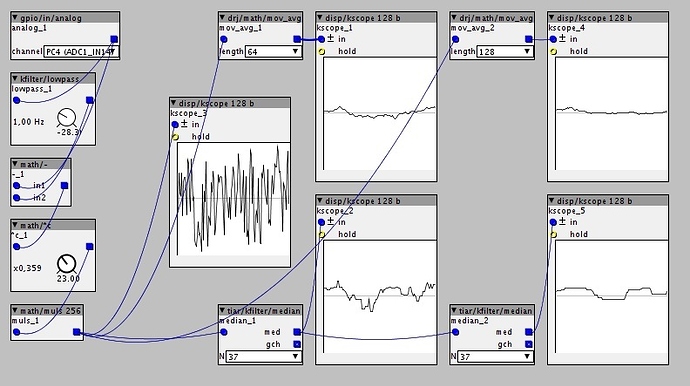 gpio/in/analog
analog_1
channel PC4 (ADC1_IN14)
kfilter/lowpass
lowpass_1
1,00 Hz
-28.3
math/-
-_1
in1
in2
math/*c
*c_1
x0,359
23.00
math/muls 256
muls_1
disp/kscope 128 b
kscope_3
± in
hold
drj/math/mov_avg
mov_avg_1
length 64
disp/kscope 128 b
kscope_1
± in
hold
drj/math/mov_avg
mov_avg_2
length 128
disp/kscope 128 b
kscope_4
± in
hold
tiar/kfilter/median
median_1
med
gch
N 37
disp/kscope 128 b
kscope_2
± in
hold
tiar/kfilter/median
median_2
med
gch
N 37
disp/kscope 128 b
kscope_5
± in
hold